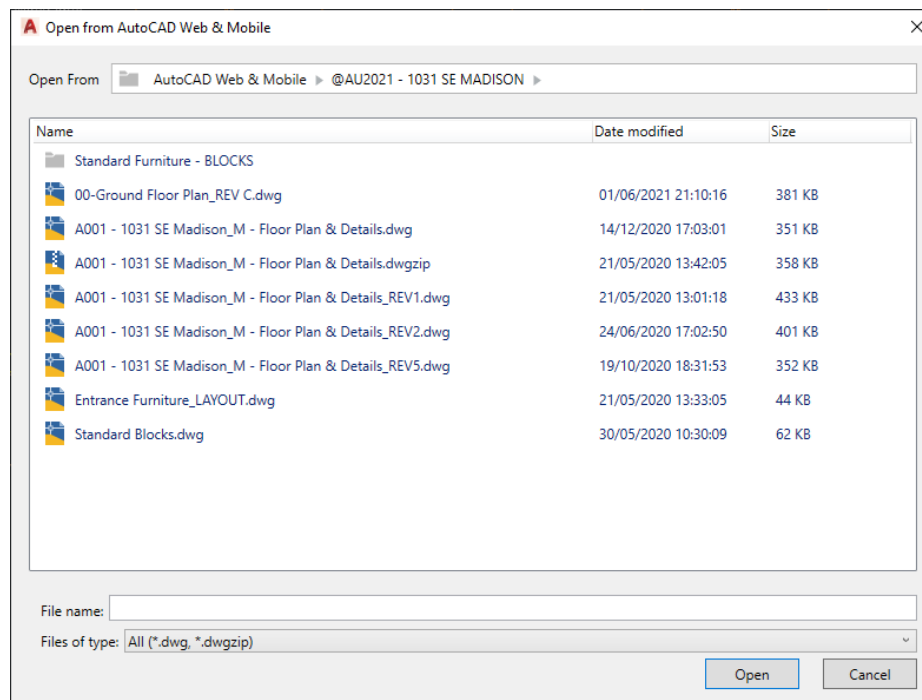 Open from AutoCAD Web & Mobile
Open From AutoCAD Web & Mobile @AU2021 - 1031 SE MADISON
Name Date modified Size
Standard Furniture - BLOCKS
00-Ground Floor Plan_REV C.dwg 01/06/2021 21:10:16 381 KB
A001 - 1031 SE Madison_M - Floor Plan & Details.dwg 14/12/2020 17:03:01 351 KB
A001 - 1031 SE Madison_M - Floor Plan & Details.dwgzip 21/05/2020 13:42:05 358 KB
A001 - 1031 SE Madison_M - Floor Plan & Details_REV1.dwg 21/05/2020 13:01:18 433 KB
A001 - 1031 SE Madison_M - Floor Plan & Details_REV2.dwg 24/06/2020 17:02:50 401 KB
A001 - 1031 SE Madison_M - Floor Plan & Details_REV5.dwg 19/10/2020 18:31:53 352 KB
Entrance Furniture_LAYOUT.dwg 21/05/2020 13:33:05 44 KB
Standard Blocks.dwg 30/05/2020 10:30:09 62 KB
File name:
Files of type: All (*.dwg, *.dwgzip)
Open Cancel